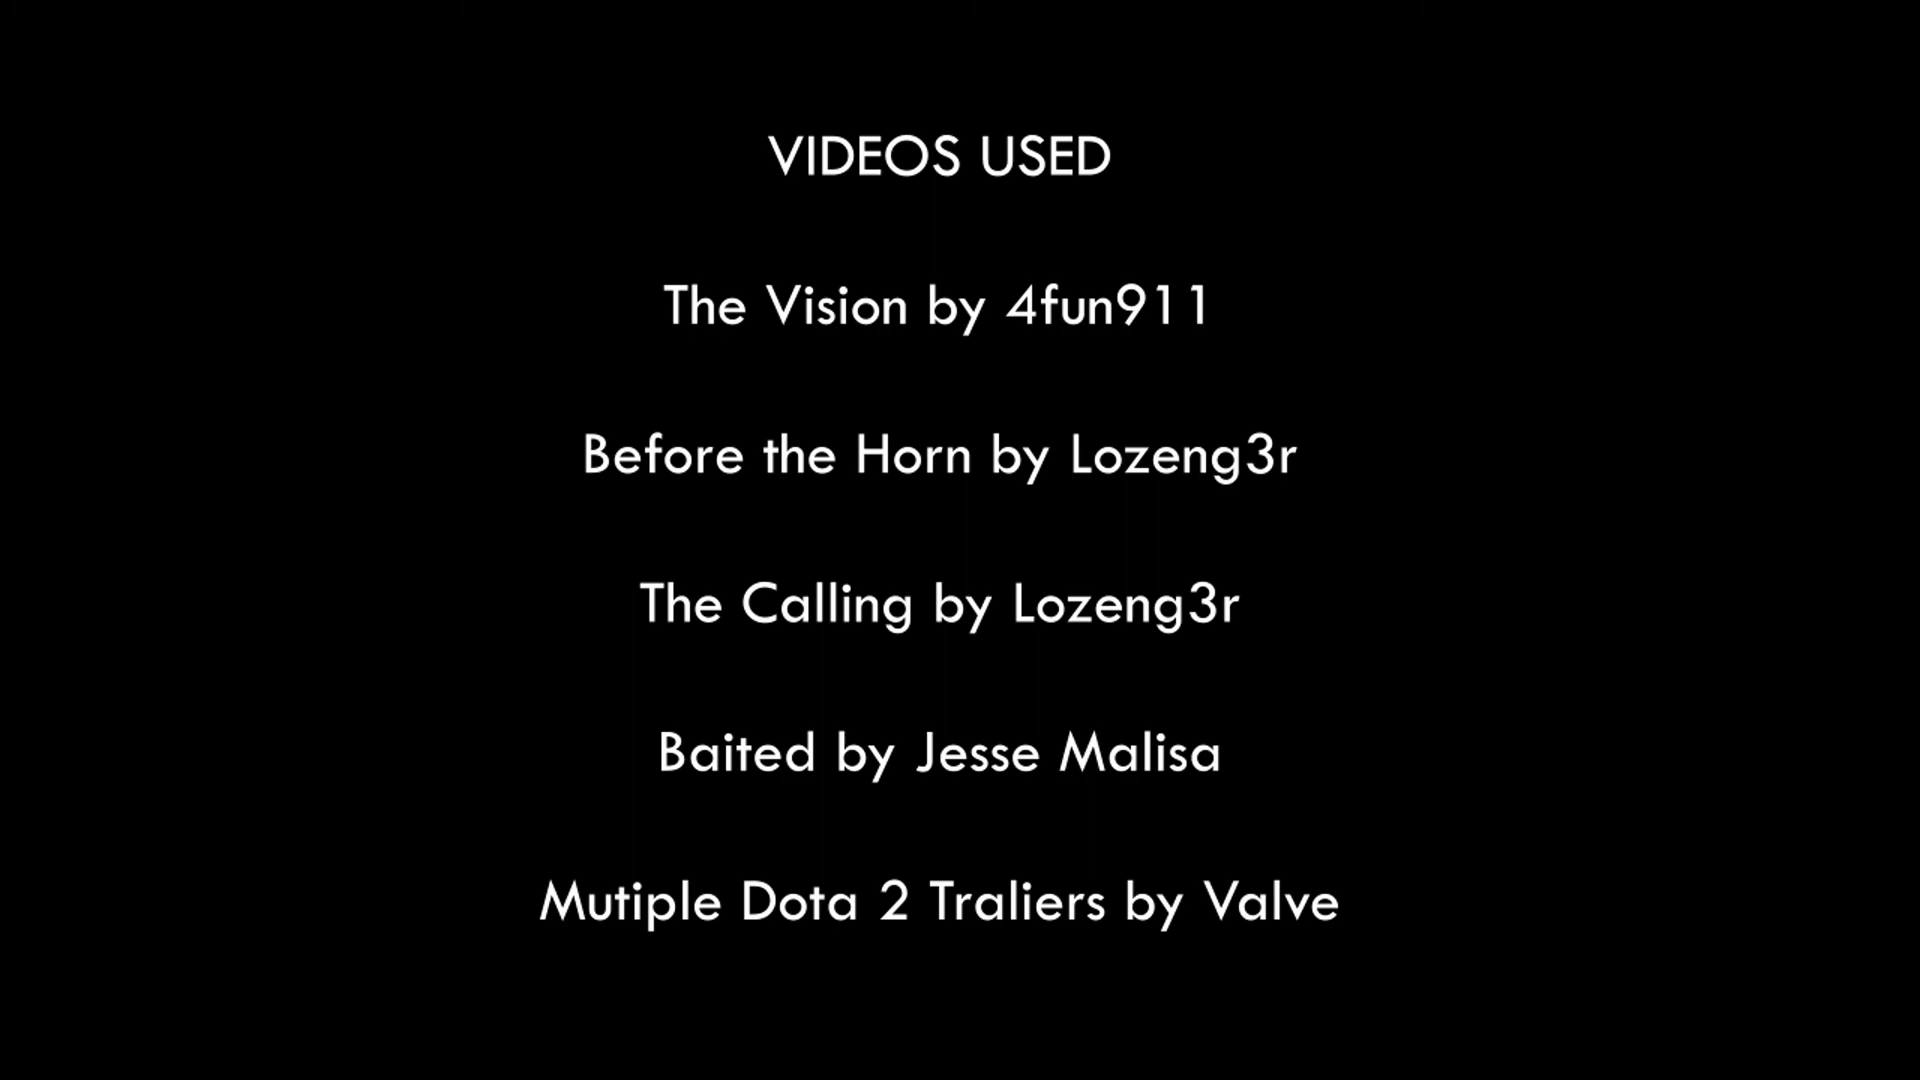 VIDEOS USED
The Vision by 4fun911
Before the Horn by Lozeng3r
The Calling by Lozeng3r
Baited by Jesse Malisa
Mutiple Dota 2 Traliers by Valve